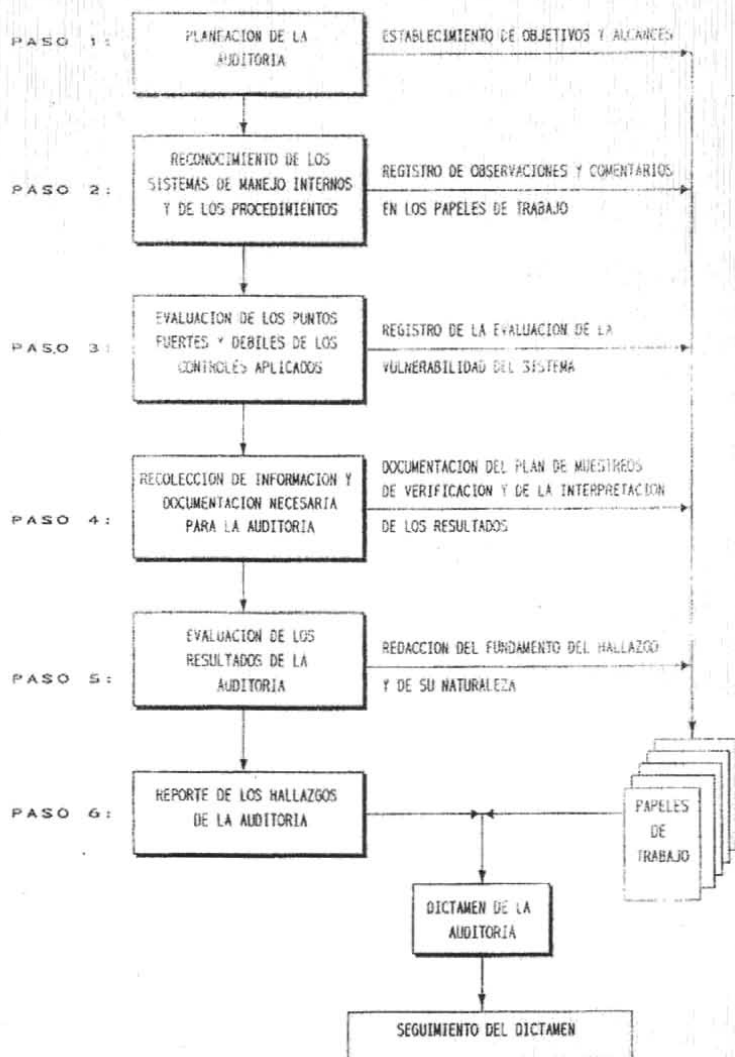 PASO 1:
PLANEACION DE LA
AUDITORIA
ESTABLECIMIENTO DE OBJETIVOS Y ALCANCES
PASO 2:
RECONOCIMIENTO DE LOS
SISTEMAS DE MANEJO INTERNOS
Y DE LOS PROCEDIMIENTOS
REGISTRO DE OBSERVACIONES Y COMENTARIOS
EN LOS PAPELES DE TRABAJO
PASO 3:
EVALUACION DE LOS PUNTOS
FUERTES Y DEBILES DE LOS
CONTROLES APLICADOS
REGISTRO DE LA EVALUACION DE LA
VULNERABILIDAD DEL SISTEMA
PASO 4:
RECOLECCION DE INFORMACION Y
DOCUMENTACION NECESARIA
PARA LA AUDITORIA
DOCUMENTACION DEL PLAN DE MUESTREOS
DE VERIFICACION Y DE LA INTERPRETACION
DE LOS RESULTADOS
PASO 5:
EVALUACION DE LOS
RESULTADOS DE LA
AUDITORIA
REDACCION DEL FUNDAMENTO DEL HALLAZGO
Y DE SU NATURALEZA
PASO 6:
REPORTE DE LOS HALLAZGOS
DE LA AUDITORIA
PAPELES
DE
TRABAJO
DICTAMEN DE LA
AUDITORIA
SEGUIMIENTO DEL DICTAMEN